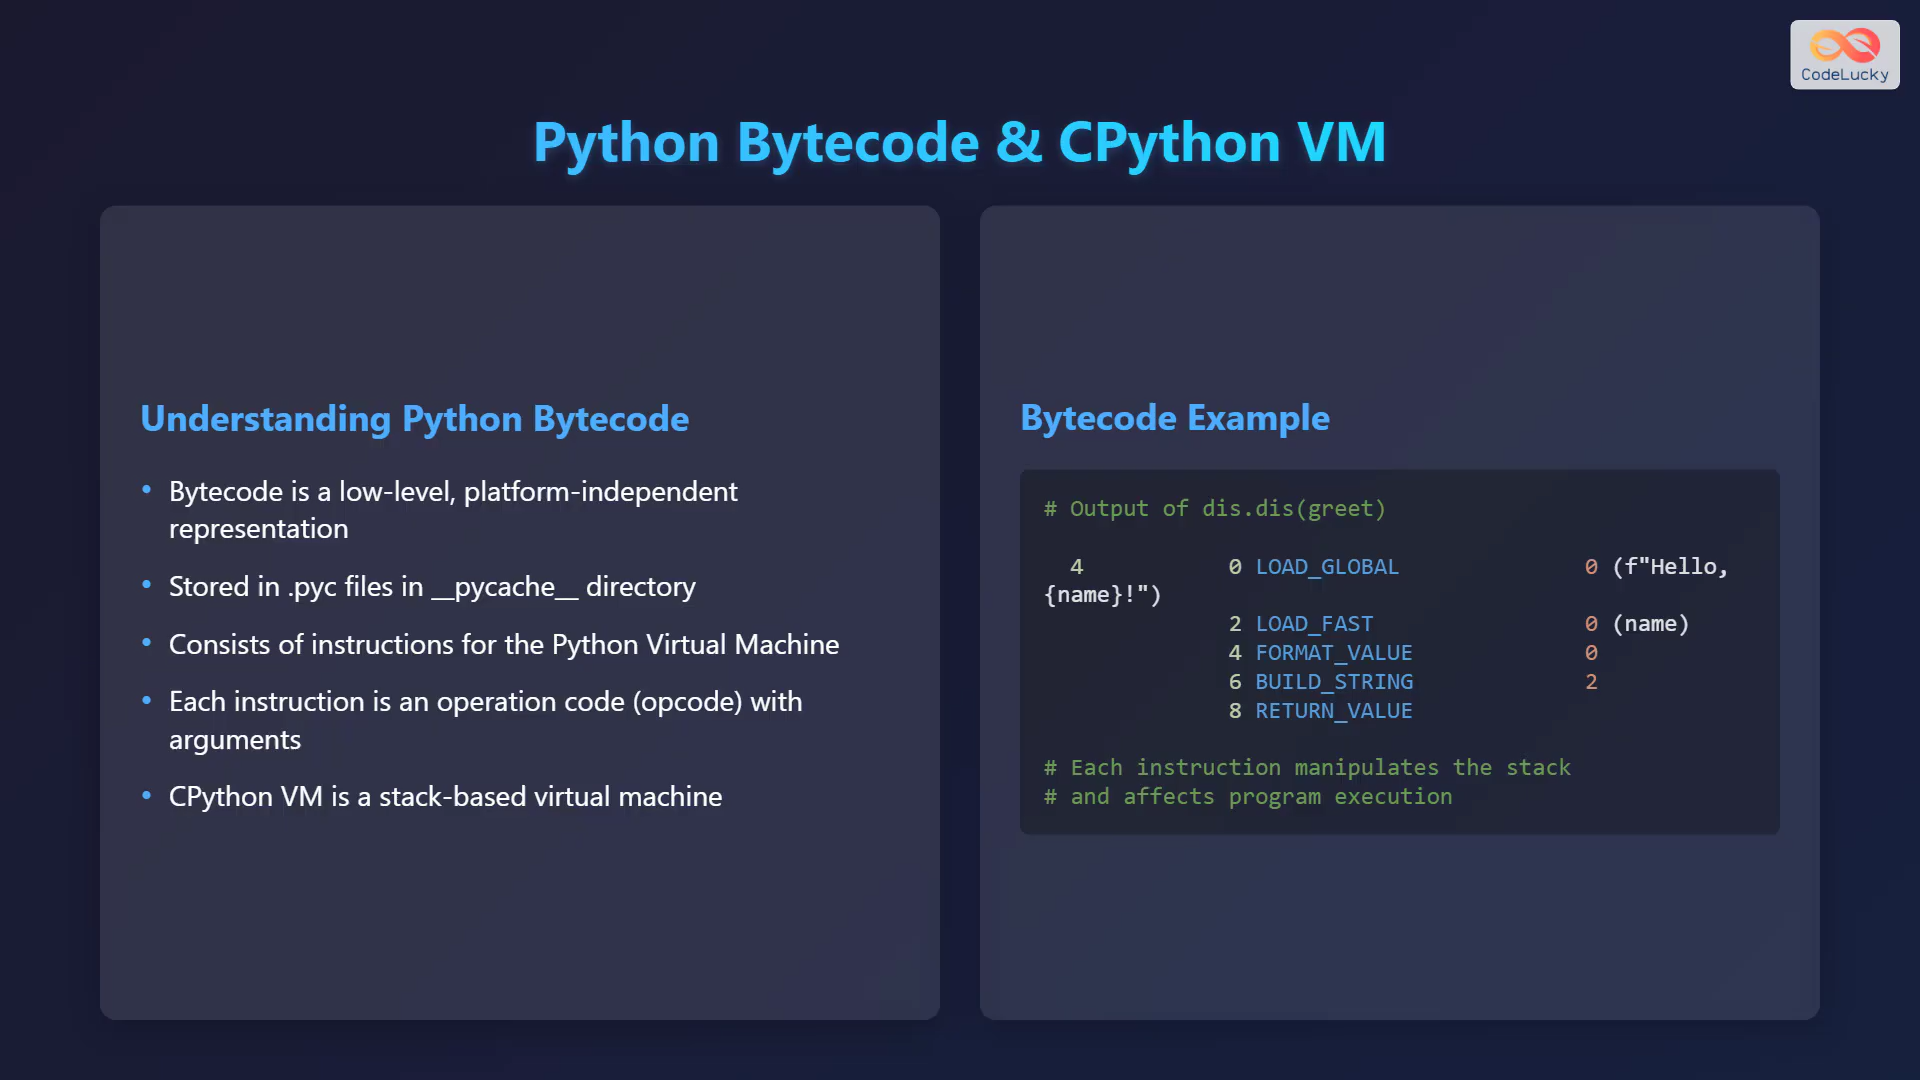 CodeLucky
Python Bytecode & CPython VM
Understanding Python Bytecode
• Bytecode is a low-level, platform-independent
representation
• Stored in .pyc files in __pycache__ directory
• Consists of instructions for the Python Virtual Machine
• Each instruction is an operation code (opcode) with
arguments
• CPython VM is a stack-based virtual machine
Bytecode Example
# Output of dis.dis(greet)
4 0 LOAD_GLOBAL 0 (f"Hello,
{name}!")
2 LOAD_FAST 0 (name)
4 FORMAT_VALUE 0
6 BUILD_STRING 2
8 RETURN_VALUE
# Each instruction manipulates the stack
# and affects program execution